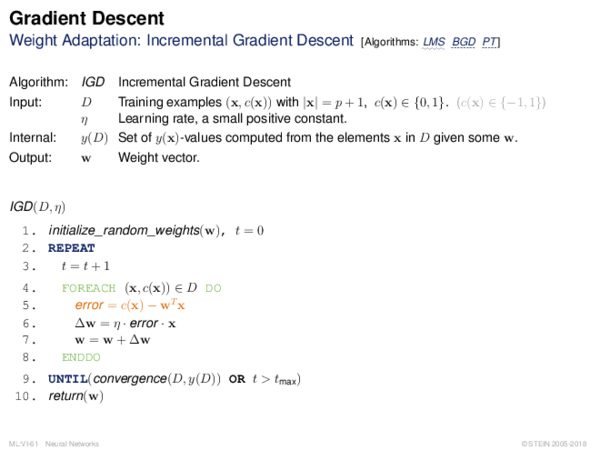 Gradient Descent
Weight Adaptation: Incremental Gradient Descent [Algorithms: LMS BGD PT]
Algorithm: IGD Incremental Gradient Descent
Input: D Training examples (x, c(x)) with |x| = p + 1, c(x) ∈ {0, 1}. (c(x) ∈ {−1, 1})
η Learning rate, a small positive constant.
Internal: y(D) Set of y(x)-values computed from the elements x in D given some w.
Output: w Weight vector.
IGD(D, η)
1. initialize_random_weights(w), t = 0
2. REPEAT
3. t = t + 1
4. FOREACH (x, c(x)) ∈ D DO
5. error = c(x) − wᵀx
6. Δw = η · error · x
7. w = w + Δw
8. ENDDO
9. UNTIL(convergence(D, y(D)) OR t > tmax)
10. return(w)
ML:VI-61 Neural Networks © STEIN 2005-2018